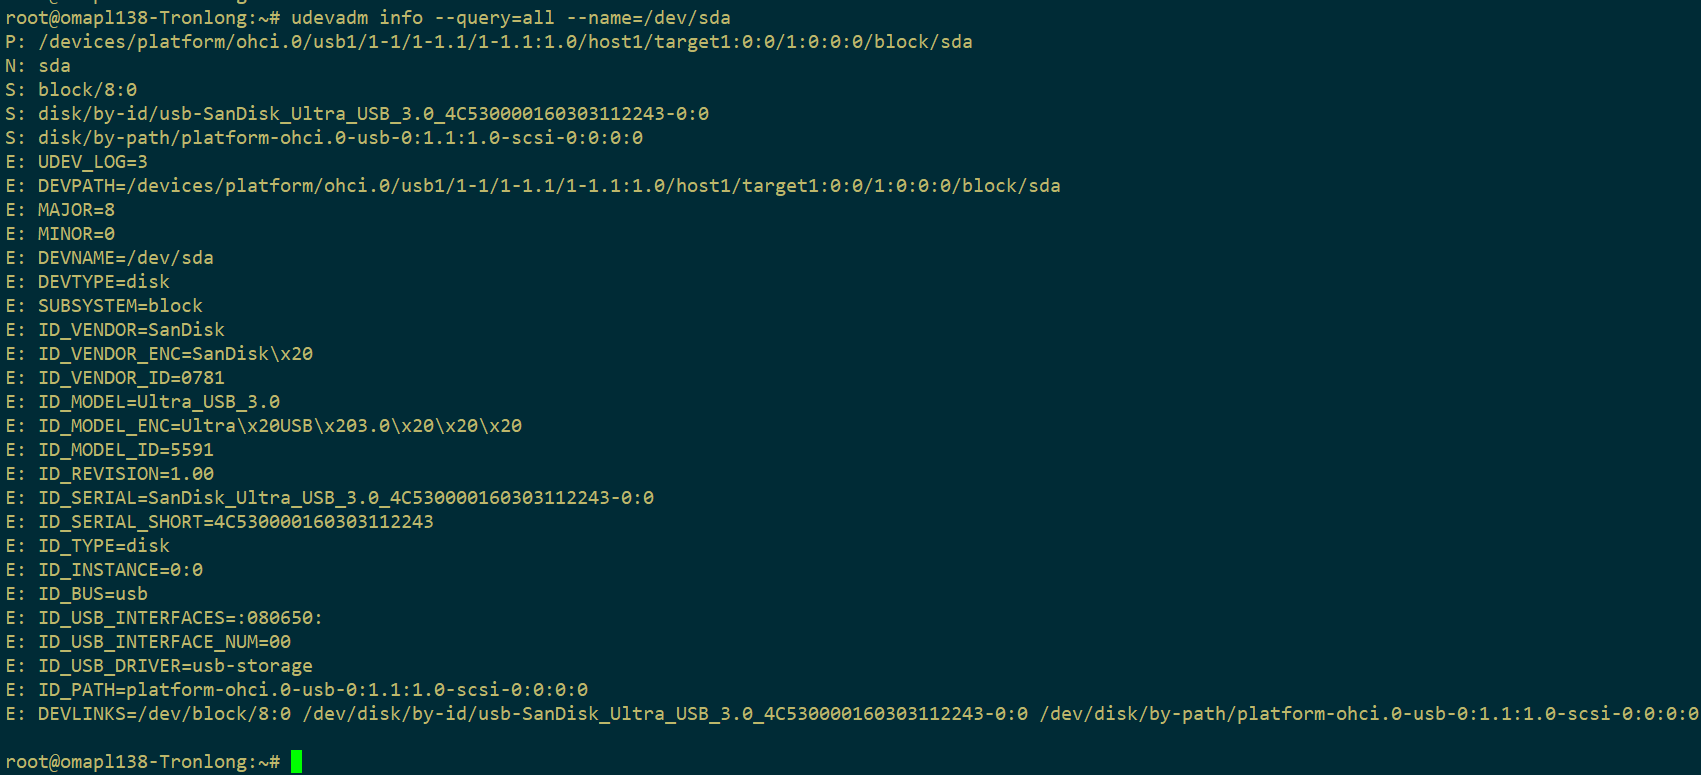 root@omapl138-Tronlong:~# udevadm info --query=all --name=/dev/sda
P: /devices/platform/ohci.0/usb1/1-1/1-1.1/1-1.1:1.0/host1/target1:0:0/1:0:0:0/block/sda
N: sda
S: block/8:0
S: disk/by-id/usb-SanDisk_Ultra_USB_3.0_4C530000160303112243-0:0
S: disk/by-path/platform-ohci.0-usb-0:1.1:1.0-scsi-0:0:0:0
E: UDEV_LOG=3
E: DEVPATH=/devices/platform/ohci.0/usb1/1-1/1-1.1/1-1.1:1.0/host1/target1:0:0/1:0:0:0/block/sda
E: MAJOR=8
E: MINOR=0
E: DEVNAME=/dev/sda
E: DEVTYPE=disk
E: SUBSYSTEM=block
E: ID_VENDOR=SanDisk
E: ID_VENDOR_ENC=SanDisk\x20
E: ID_VENDOR_ID=0781
E: ID_MODEL=Ultra_USB_3.0
E: ID_MODEL_ENC=Ultra\x20USB\x203.0\x20\x20\x20
E: ID_MODEL_ID=5591
E: ID_REVISION=1.00
E: ID_SERIAL=SanDisk_Ultra_USB_3.0_4C530000160303112243-0:0
E: ID_SERIAL_SHORT=4C530000160303112243
E: ID_TYPE=disk
E: ID_INSTANCE=0:0
E: ID_BUS=usb
E: ID_USB_INTERFACES=:080650:
E: ID_USB_INTERFACE_NUM=00
E: ID_USB_DRIVER=usb-storage
E: ID_PATH=platform-ohci.0-usb-0:1.1:1.0-scsi-0:0:0:0
E: DEVLINKS=/dev/block/8:0 /dev/disk/by-id/usb-SanDisk_Ultra_USB_3.0_4C530000160303112243-0:0 /dev/disk/by-path/platform-ohci.0-usb-0:1.1:1.0-scsi-0:0:0:0
root@omapl138-Tronlong:~#